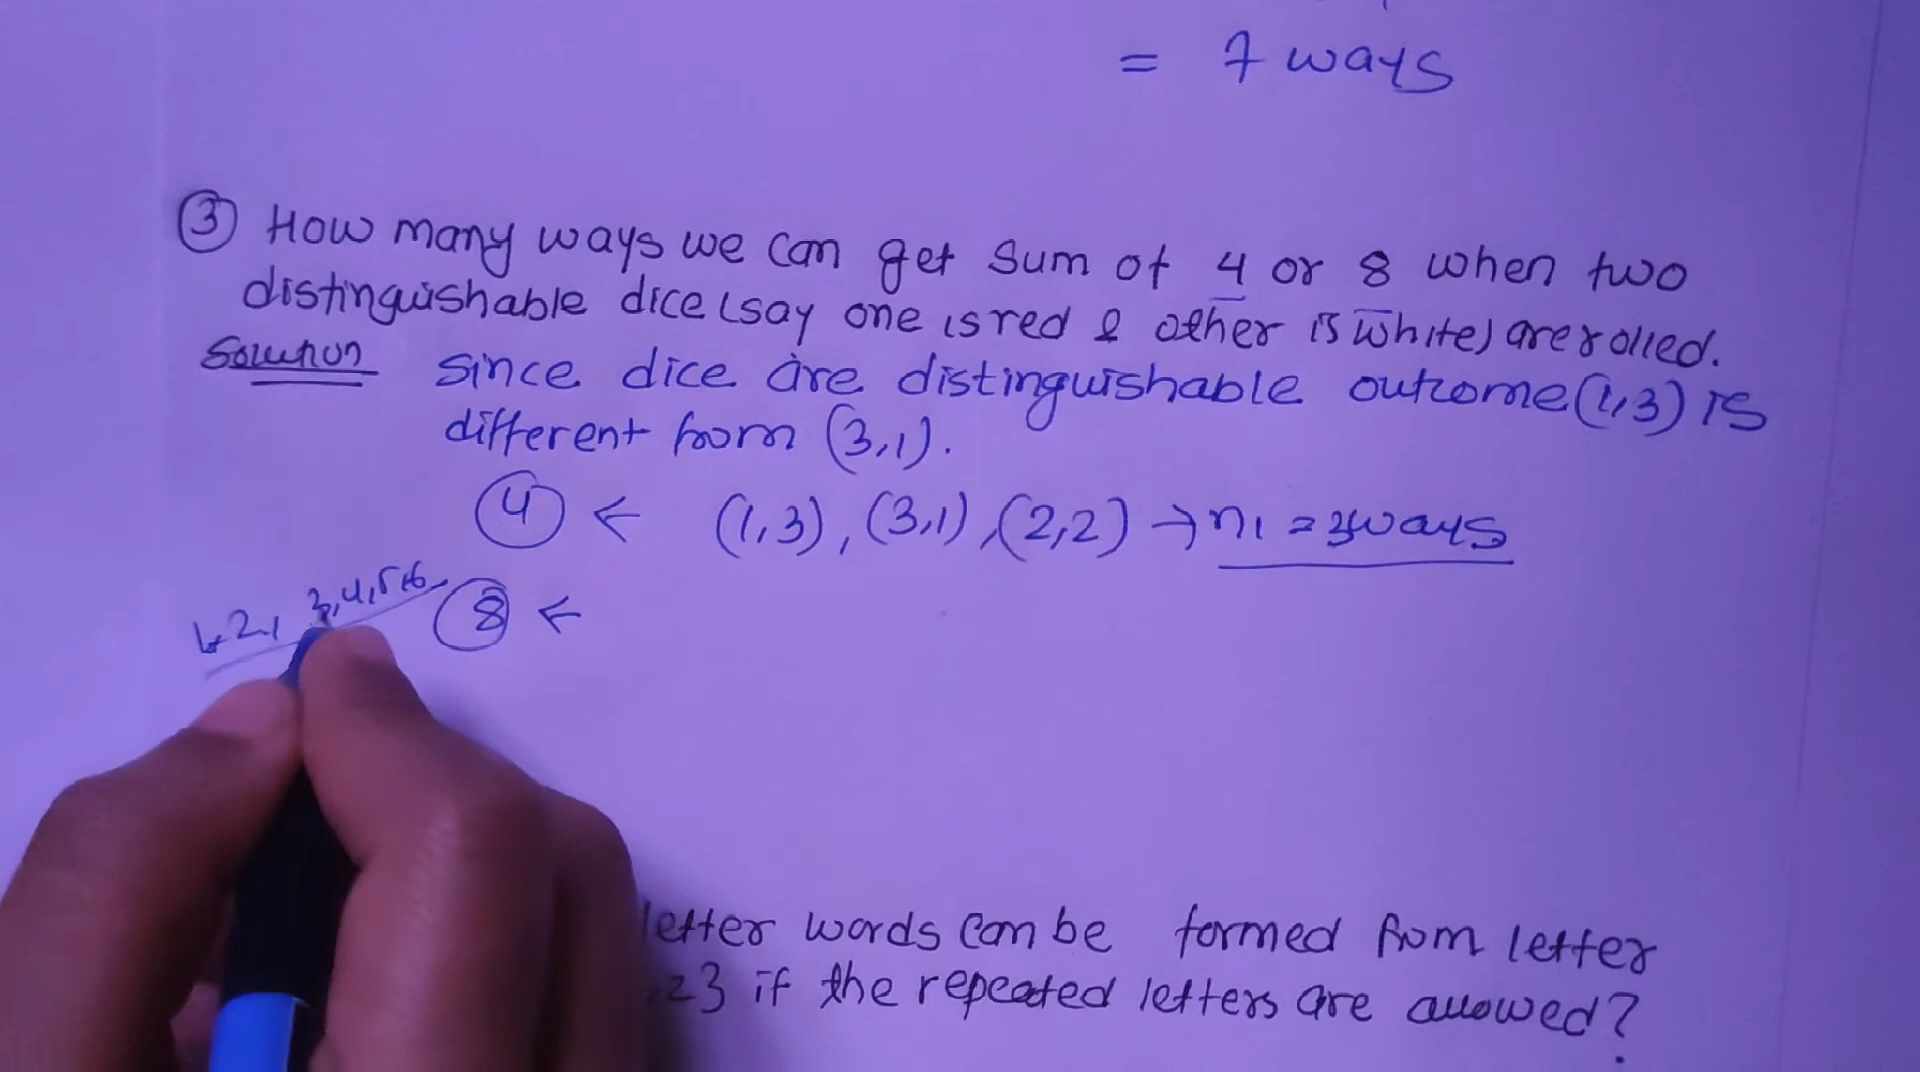 = 7 ways
③ How many ways we can get sum of 4 or 8 when two
distinguishable dice (say one is red & other is white) are rolled.
Solution Since dice are distinguishable outcome (1,3) is
different from (3,1).
④ ← (1,3), (3,1), (2,2) → n1 = 3 ways
1, 2, 3, 4, 5, 6
⑧ ←
letter words can be formed from letter
z3 if the repeated letters are allowed?